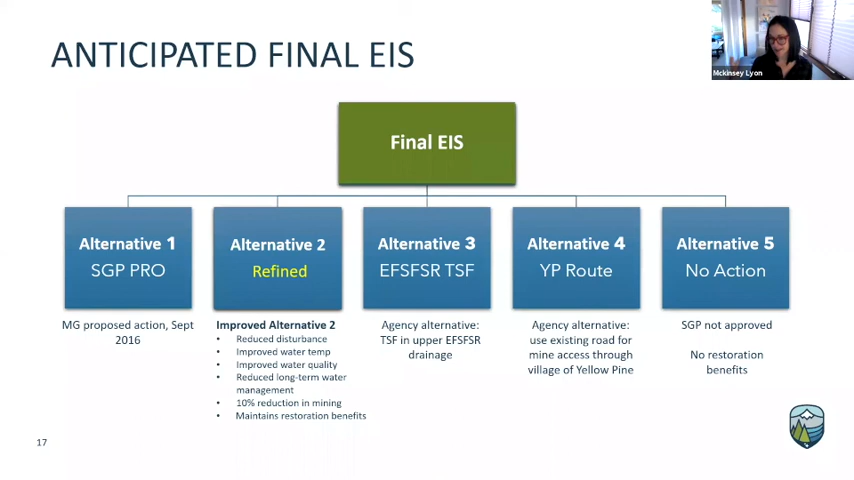 ANTICIPATED FINAL EIS
Mckinsey Lyon
Final EIS
Alternative 1
SGP PRO
Alternative 2
Refined
Alternative 3
EFSFSR TSF
Alternative 4
YP Route
Alternative 5
No Action
MG proposed action, Sept
2016
Improved Alternative 2
• Reduced disturbance
• Improved water temp
• Improved water quality
• Reduced long-term water
management
• 10% reduction in mining
• Maintains restoration benefits
Agency alternative:
TSF in upper EFSFSR
drainage
Agency alternative:
use existing road for
mine access through
village of Yellow Pine
SGP not approved
No restoration
benefits
17